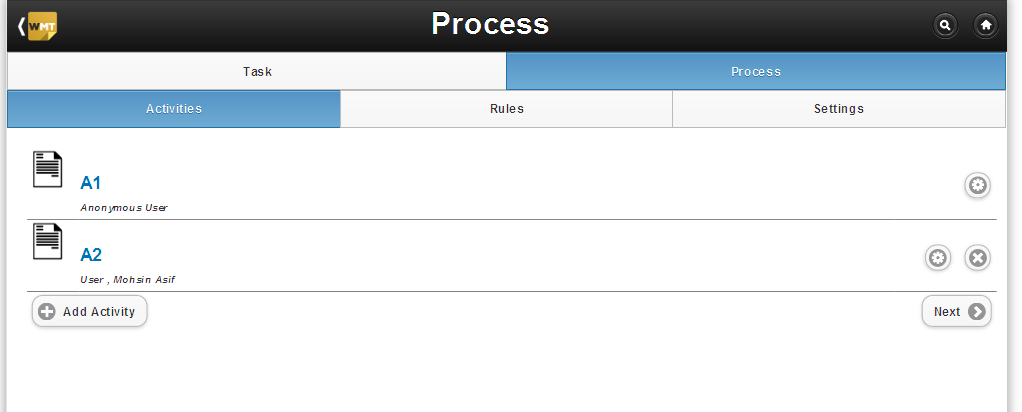 WMT
Process
Task
Process
Activities
Rules
Settings
A1
Anonymous User
A2
User , Mohsin Asif
Add Activity
Next